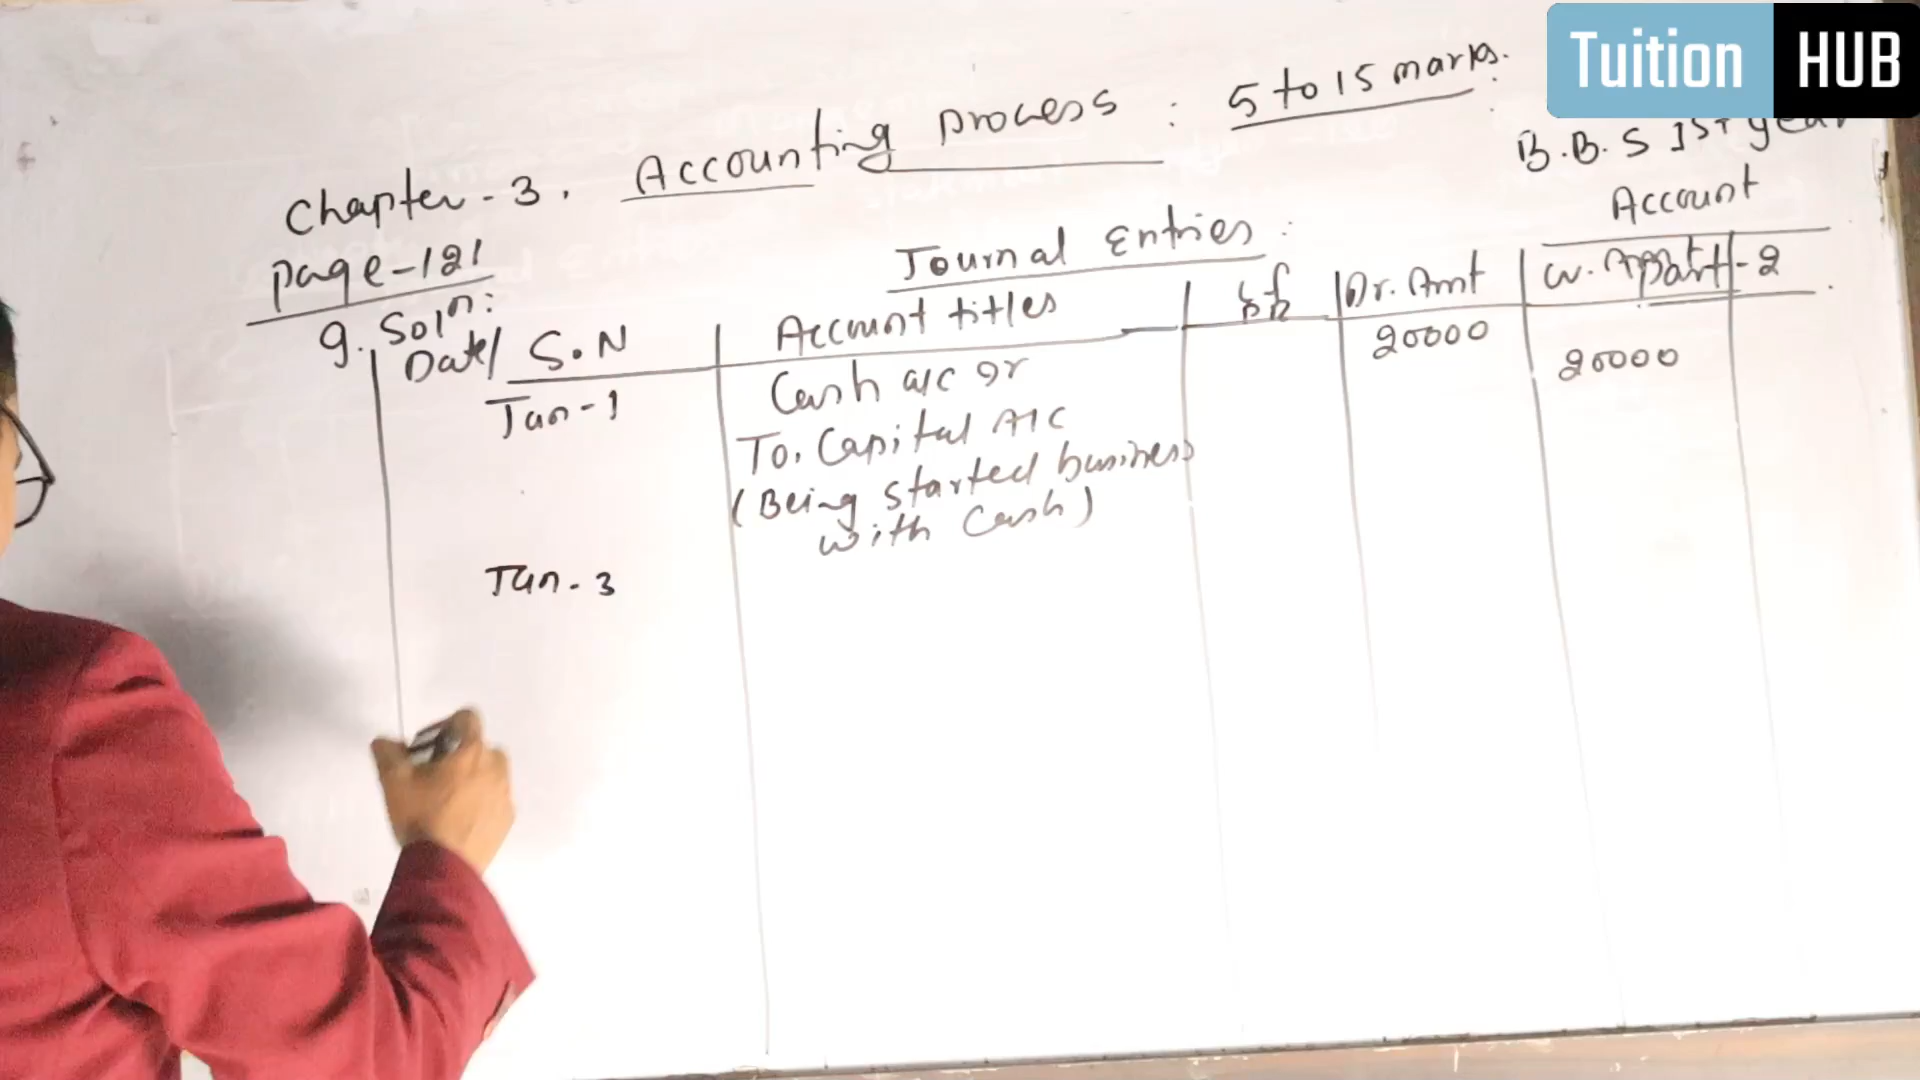 Tuition HUB
Chapter - 3. Accounting process : 5 to 15 marks.
B.B.S 1st year
Account
Part - 2
page - 121
Journal Entries :
9. Soln:
Date/ S.N Account titles Dr. Amt
Jan - 1 Cash a/c Dr 20000
To. Capital A/C 20000
(Being started business
with Cash)
Jan - 3